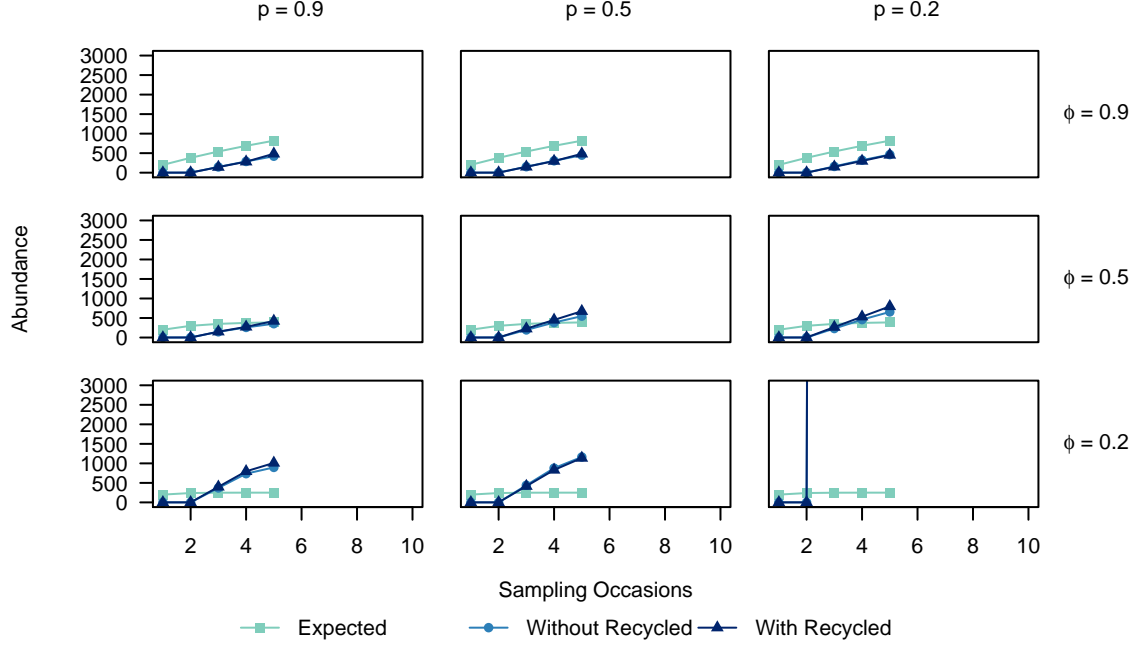 p = 0.9 p = 0.5 p = 0.2
3000
2500
2000
1500
1000
500
0
ϕ = 0.9
3000
2500
2000
1500
1000
500
0
ϕ = 0.5
3000
2500
2000
1500
1000
500
0
ϕ = 0.2
Abundance
2 4 6 8 10 2 4 6 8 10 2 4 6 8 10
Sampling Occasions
Expected Without Recycled With Recycled